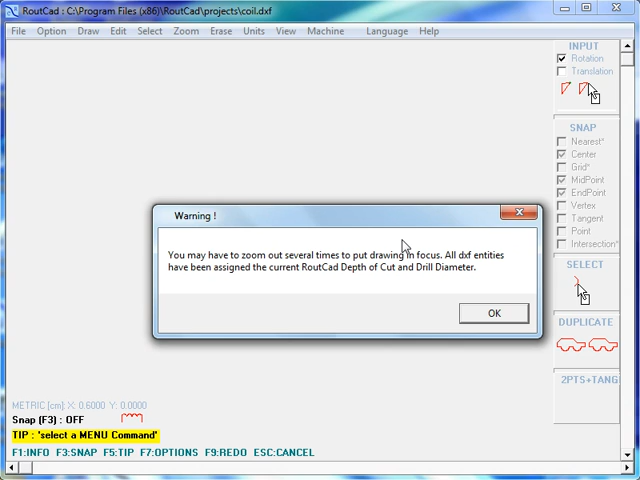 RoutCad : C:\Program Files (x86)\RoutCad\projects\coil.dxf
File Option Draw Edit Select Zoom Erase Units View Machine Language Help
INPUT
Rotation
Translation
SNAP
Nearest*
Center
Grid*
MidPoint
EndPoint
Vertex
Tangent
Point
Intersection*
Warning !
You may have to zoom out several times to put drawing in focus. All dxf entities
have been assigned the current RoutCad Depth of Cut and Drill Diameter.
OK
SELECT
DUPLICATE
2PTS+TANG
METRIC [cm]: X: 0.6000 Y: 0.0000
Snap (F3) : OFF
TIP : 'select a MENU Command'
F1:INFO F3:SNAP F5:TIP F7:OPTIONS F9:REDO ESC:CANCEL